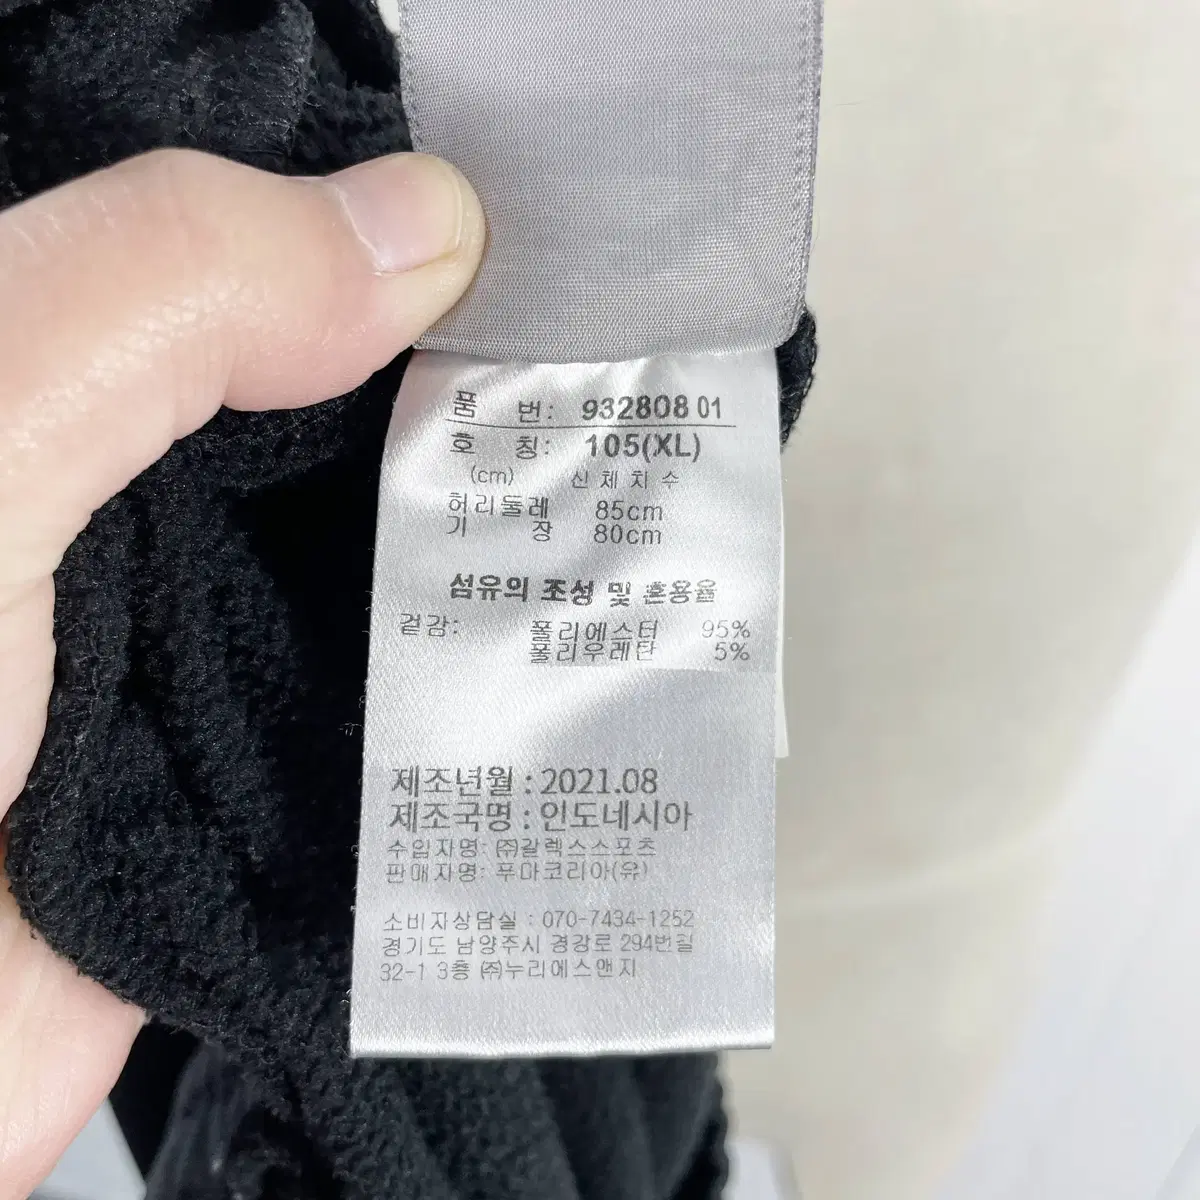 품 번: 932808 01
호 칭: 105(XL)
(cm) 신체치수
허리둘레 85cm
기 장 80cm
섬유의 조성 및 혼용율
겉감: 폴리에스터 95%
폴리우레탄 5%
제조년월 : 2021.08
제조국명 : 인도네시아
수입자명: ㈜갈렉스스포츠
판매자명: 푸마코리아(유)
소비자상담실 : 070-7434-1252
경기도 남양주시 경강로 294번길
32-1 3층 ㈜누리에스앤지